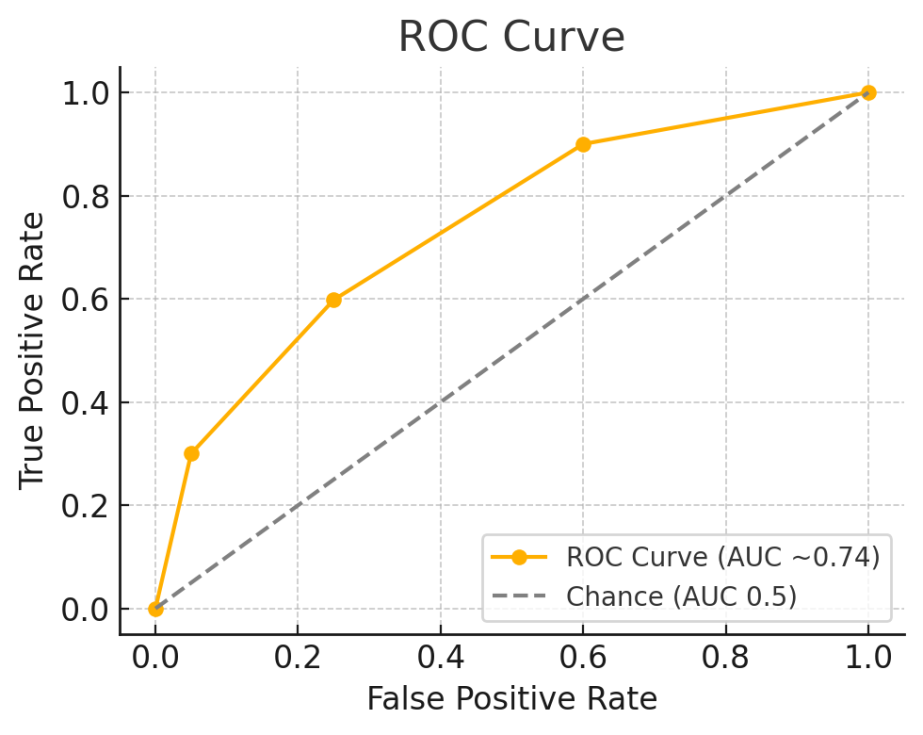 ROC Curve
True Positive Rate
1.0
0.8
0.6
0.4
0.2
0.0
ROC Curve (AUC ~0.74)
Chance (AUC 0.5)
0.0 0.2 0.4 0.6 0.8 1.0
False Positive Rate